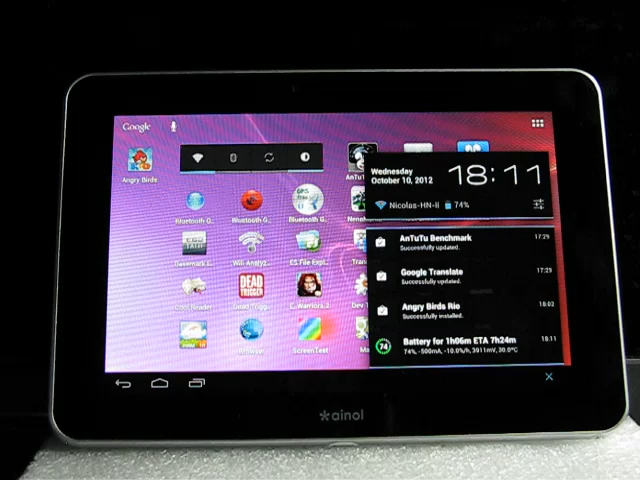 Google
Angry Birds
AnTuT
Wednesday
October 10, 2012
18:11
Nicolas-HN-II 74%
Bluetooth G..
Bluetooth G..
Bluetooth G..
AnTuTu Benchmark 17:29
Successfully updated.
Wifi Analyz..
ES File Expl..
Google Translate 17:29
Successfully updated.
DEAD
TRIGGER
Cool Reader
Dead Trigg..
Angry Birds Rio 18:02
Successfully installed.
Browser
ScreenTest
74
Battery for 1h06m ETA 7h24m 18:11
74%, -500mA, -10.0%/h, 3911mV, 30.0°C
ainol